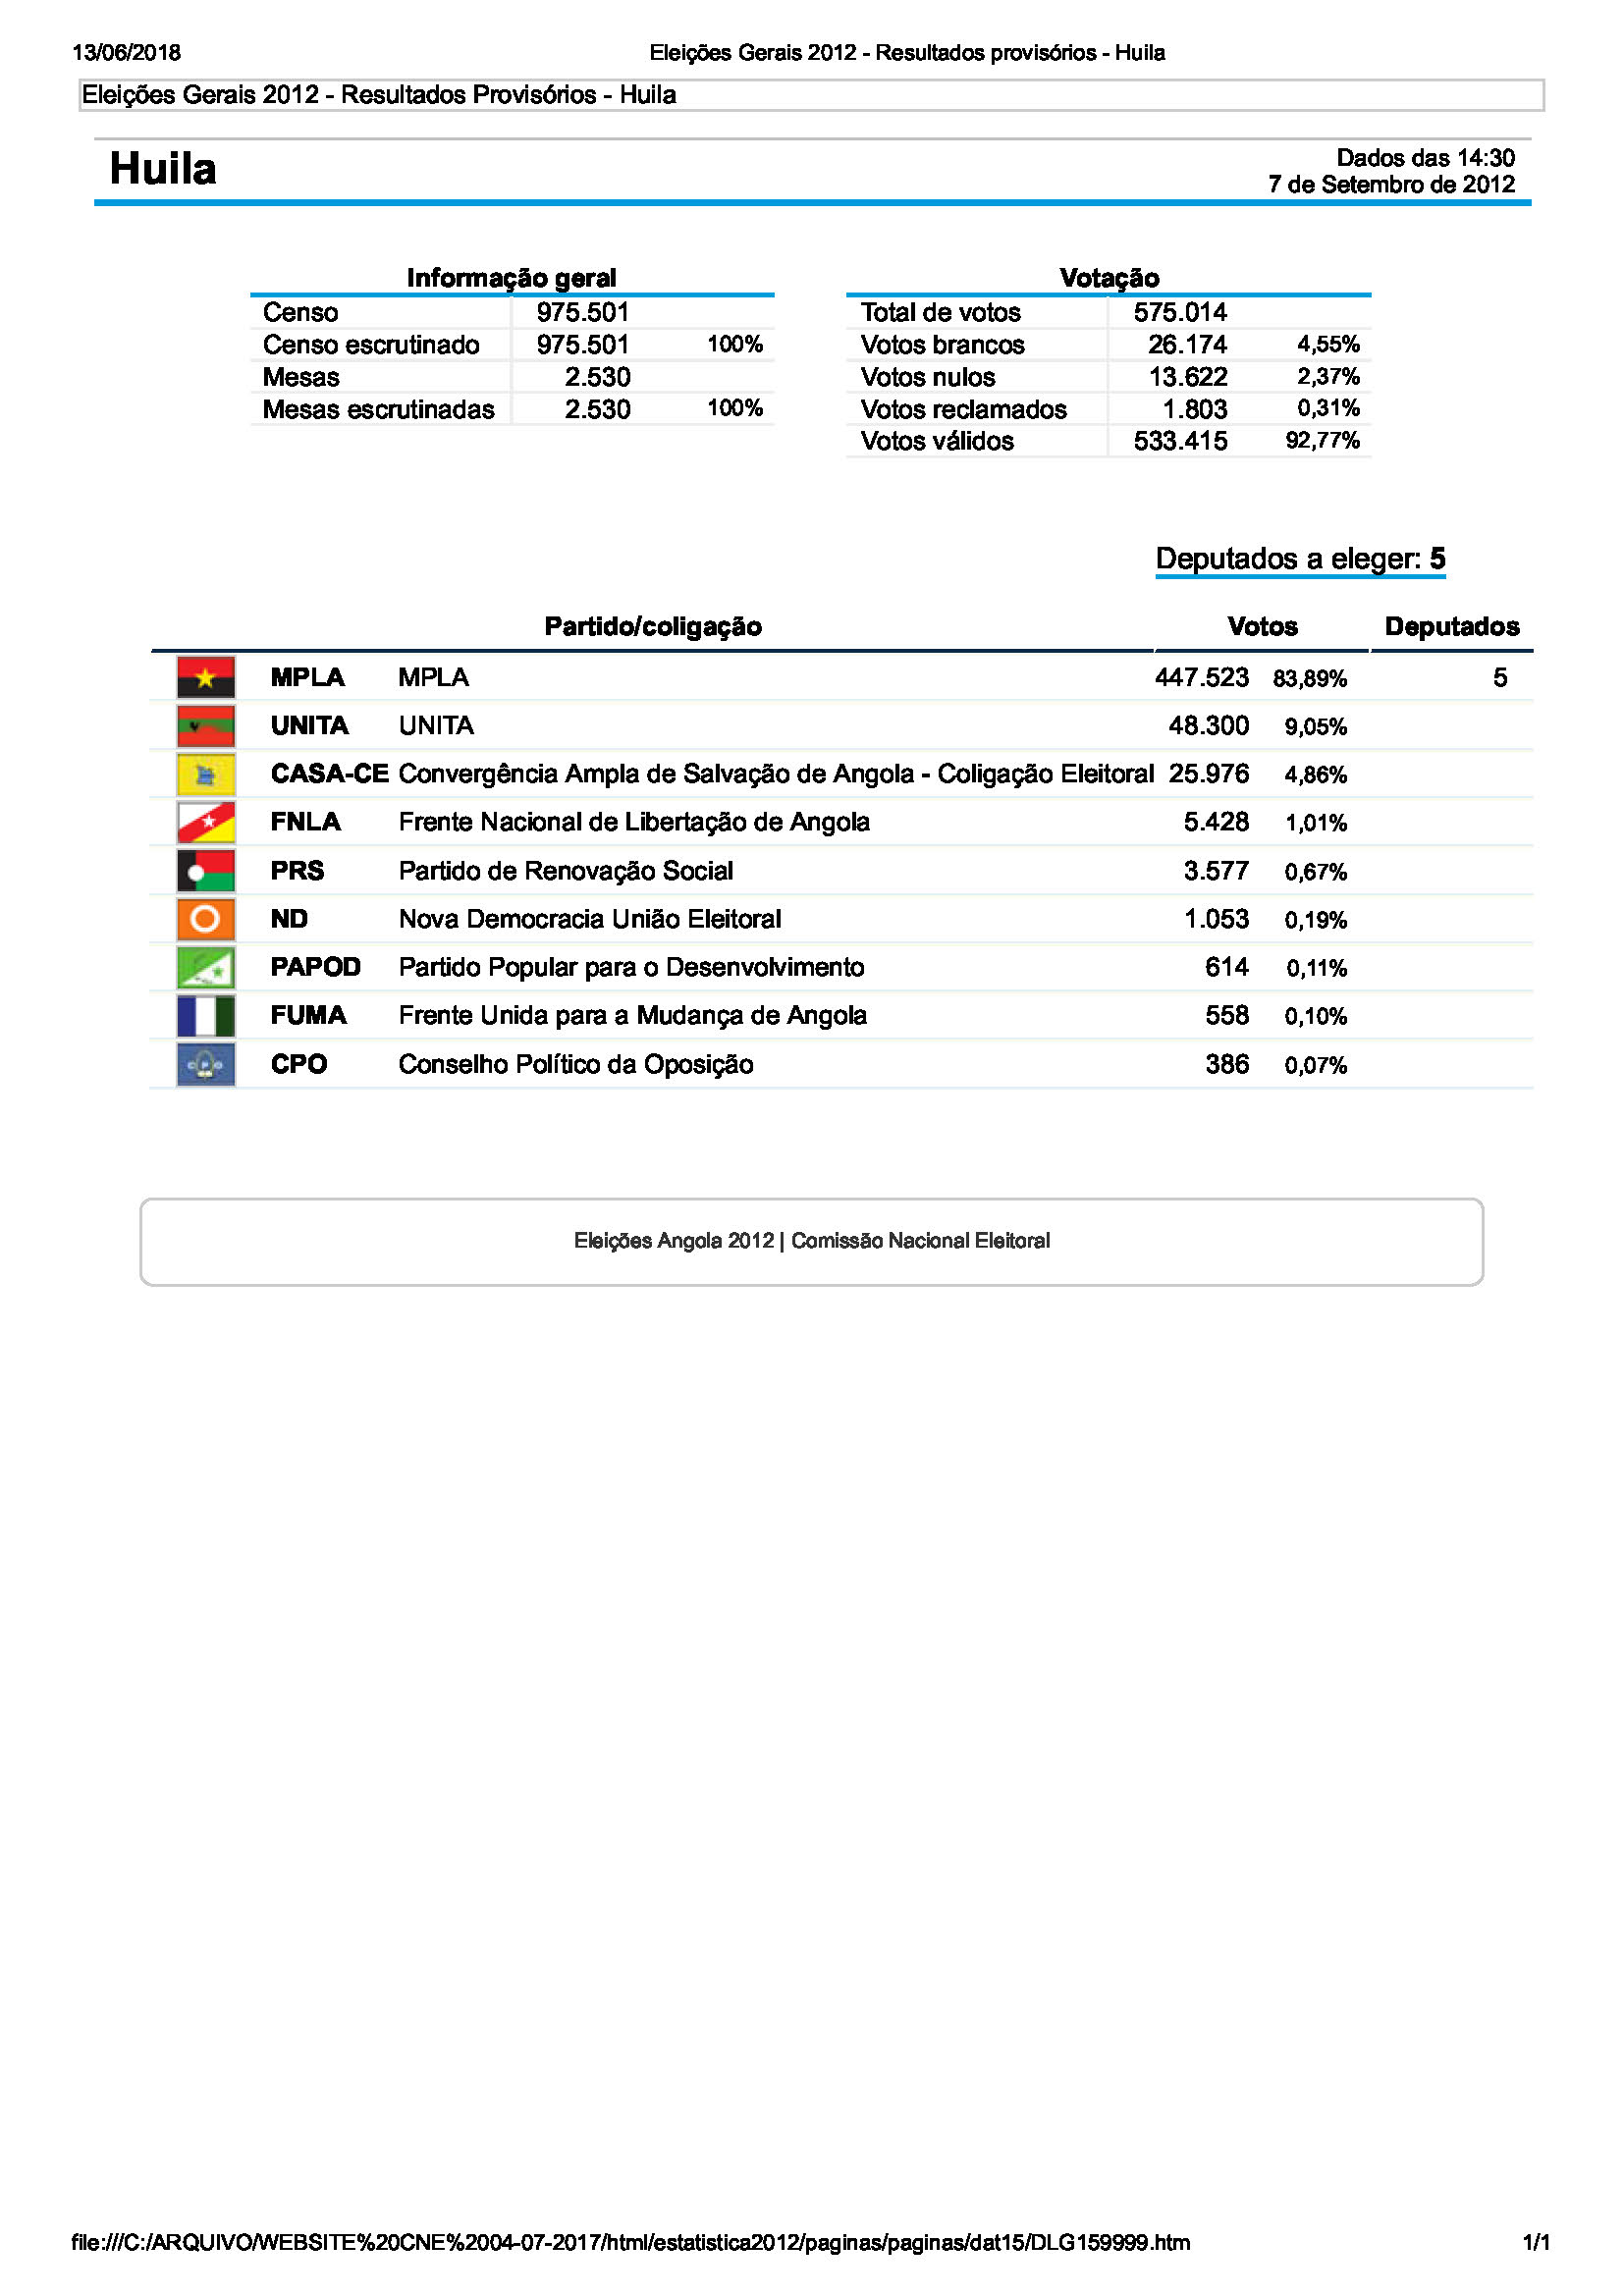 13/06/2018 Eleições Gerais 2012 - Resultados provisórios - Huila
Eleições Gerais 2012 - Resultados Provisórios - Huila
Huila
Dados das 14:30
7 de Setembro de 2012
Informação geral
Censo 975.501
Censo escrutinado 975.501 100%
Mesas 2.530
Mesas escrutinadas 2.530 100%
Votação
Total de votos 575.014
Votos brancos 26.174 4,55%
Votos nulos 13.622 2,37%
Votos reclamados 1.803 0,31%
Votos válidos 533.415 92,77%
Deputados a eleger: 5
Partido/coligação Votos Deputados
MPLA MPLA 447.523 83,89% 5
UNITA UNITA 48.300 9,05%
CASA-CE Convergência Ampla de Salvação de Angola - Coligação Eleitoral 25.976 4,86%
FNLA Frente Nacional de Libertação de Angola 5.428 1,01%
PRS Partido de Renovação Social 3.577 0,67%
ND Nova Democracia União Eleitoral 1.053 0,19%
PAPOD Partido Popular para o Desenvolvimento 614 0,11%
FUMA Frente Unida para a Mudança de Angola 558 0,10%
CPO Conselho Político da Oposição 386 0,07%
Eleições Angola 2012 | Comissão Nacional Eleitoral
file:///C:/ARQUIVO/WEBSITE%20CNE%2004-07-2017/html/estatistica2012/paginas/paginas/dat15/DLG159999.htm 1/1